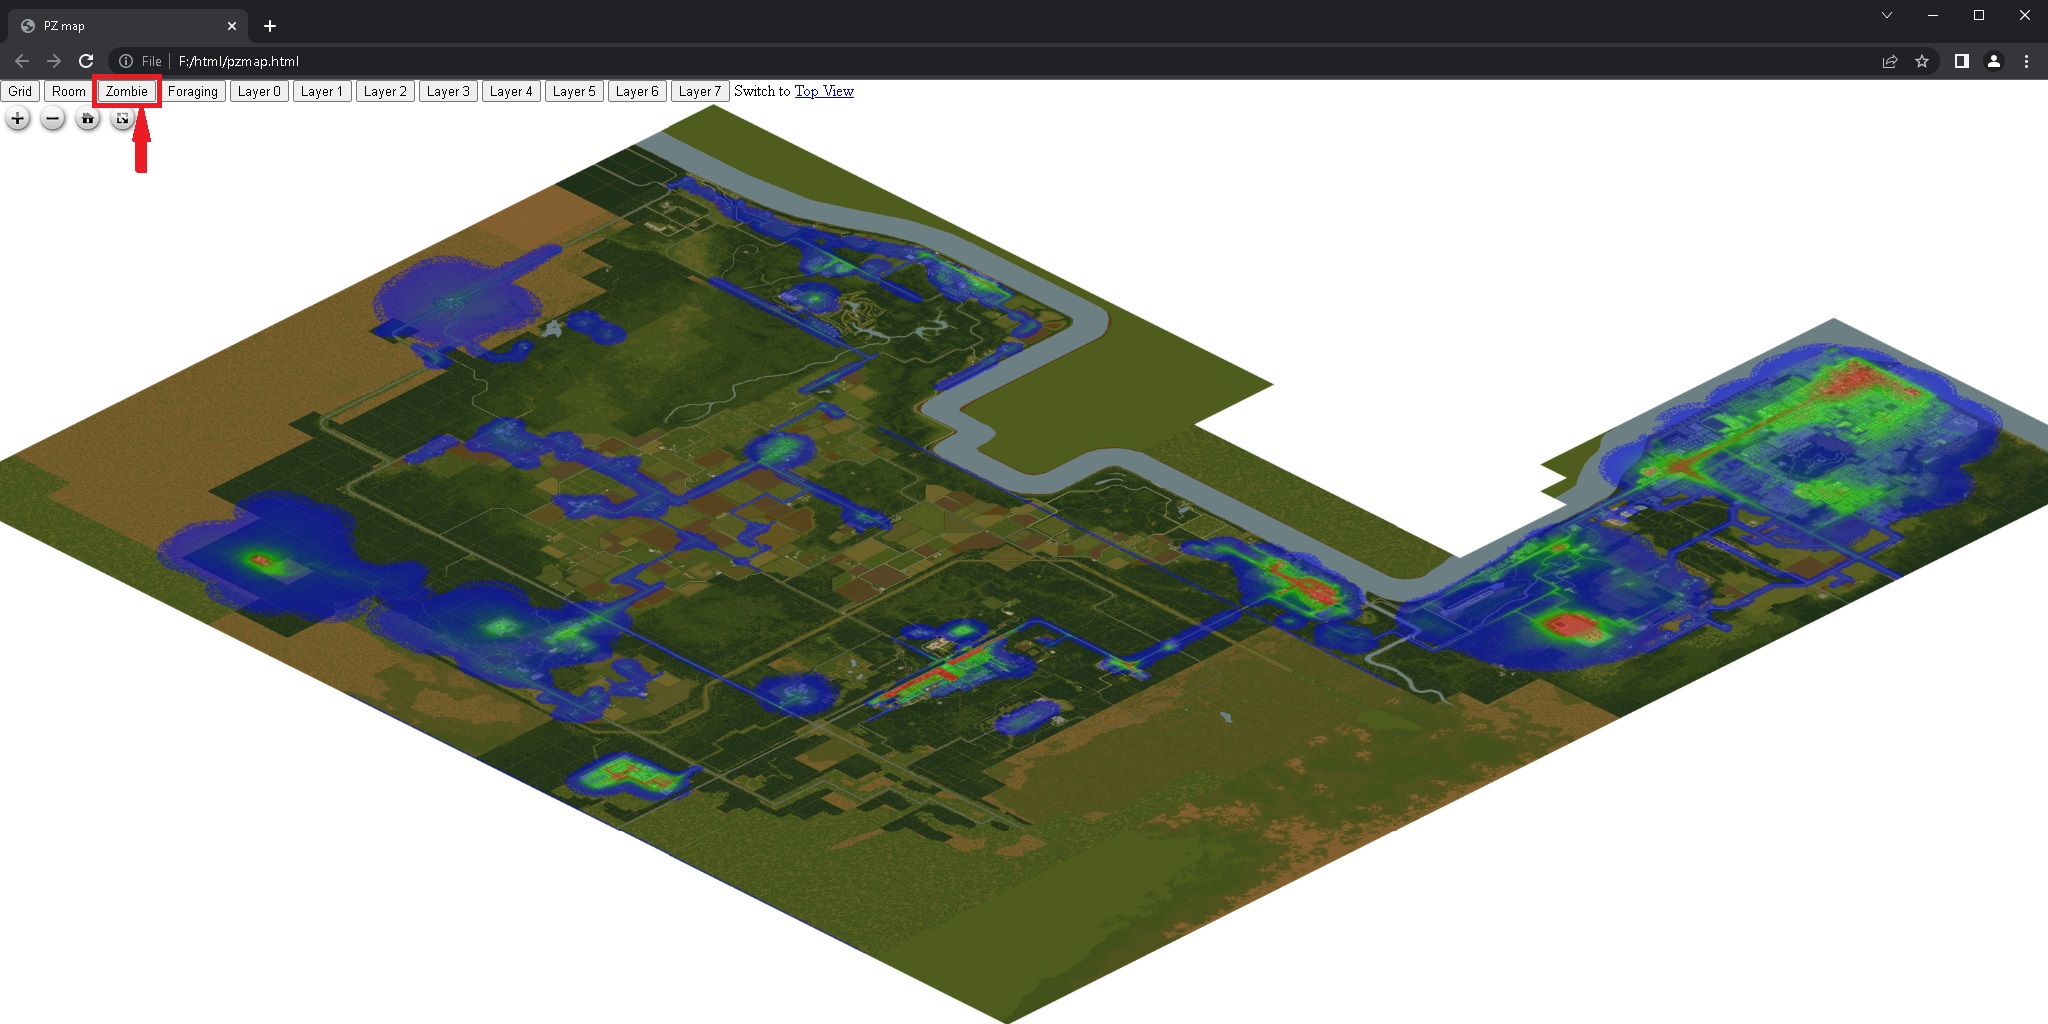 PZ map
File F:/html/pzmap.html
Grid Room Zombie Foraging Layer 0 Layer 1 Layer 2 Layer 3 Layer 4 Layer 5 Layer 6 Layer 7 Switch to Top View